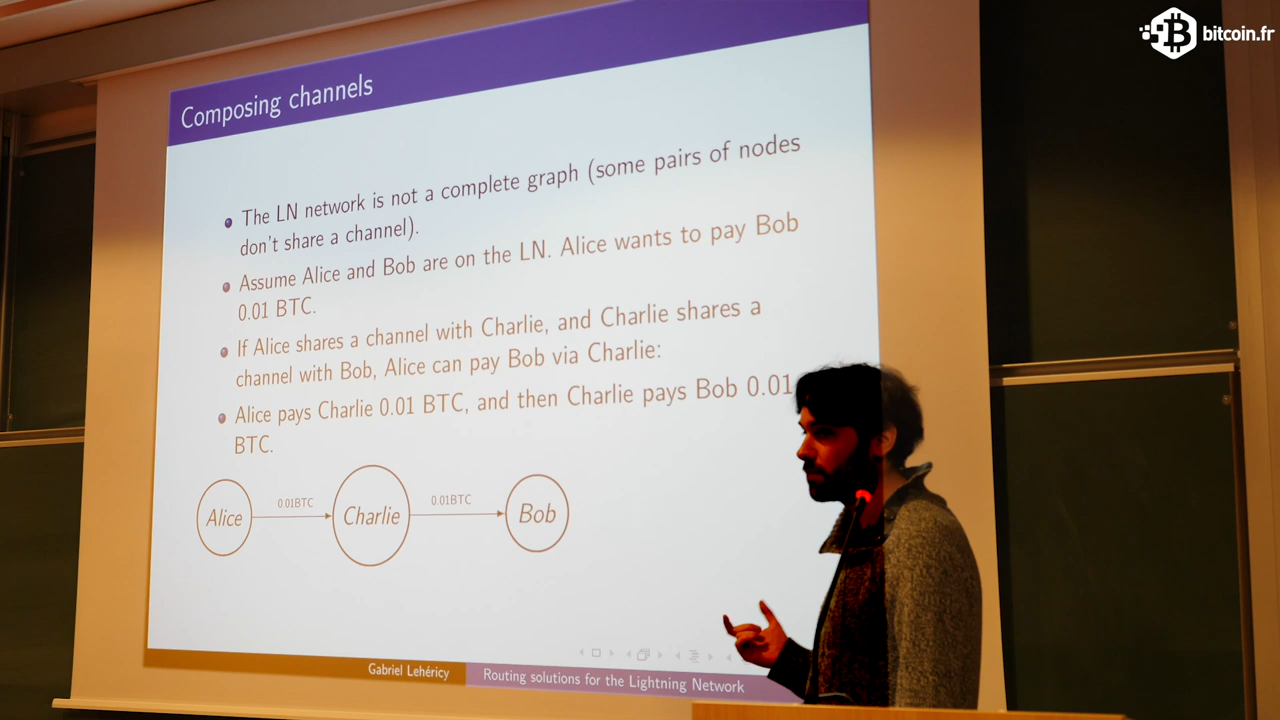 bitcoin.fr
Composing channels
The LN network is not a complete graph (some pairs of nodes
don't share a channel).
Assume Alice and Bob are on the LN. Alice wants to pay Bob
0.01 BTC.
If Alice shares a channel with Charlie, and Charlie shares a
channel with Bob, Alice can pay Bob via Charlie:
Alice pays Charlie 0.01 BTC, and then Charlie pays Bob 0.01
BTC.
Alice 0.01BTC Charlie 0.01BTC Bob
Gabriel Lehéricy Routing solutions for the Lightning Network